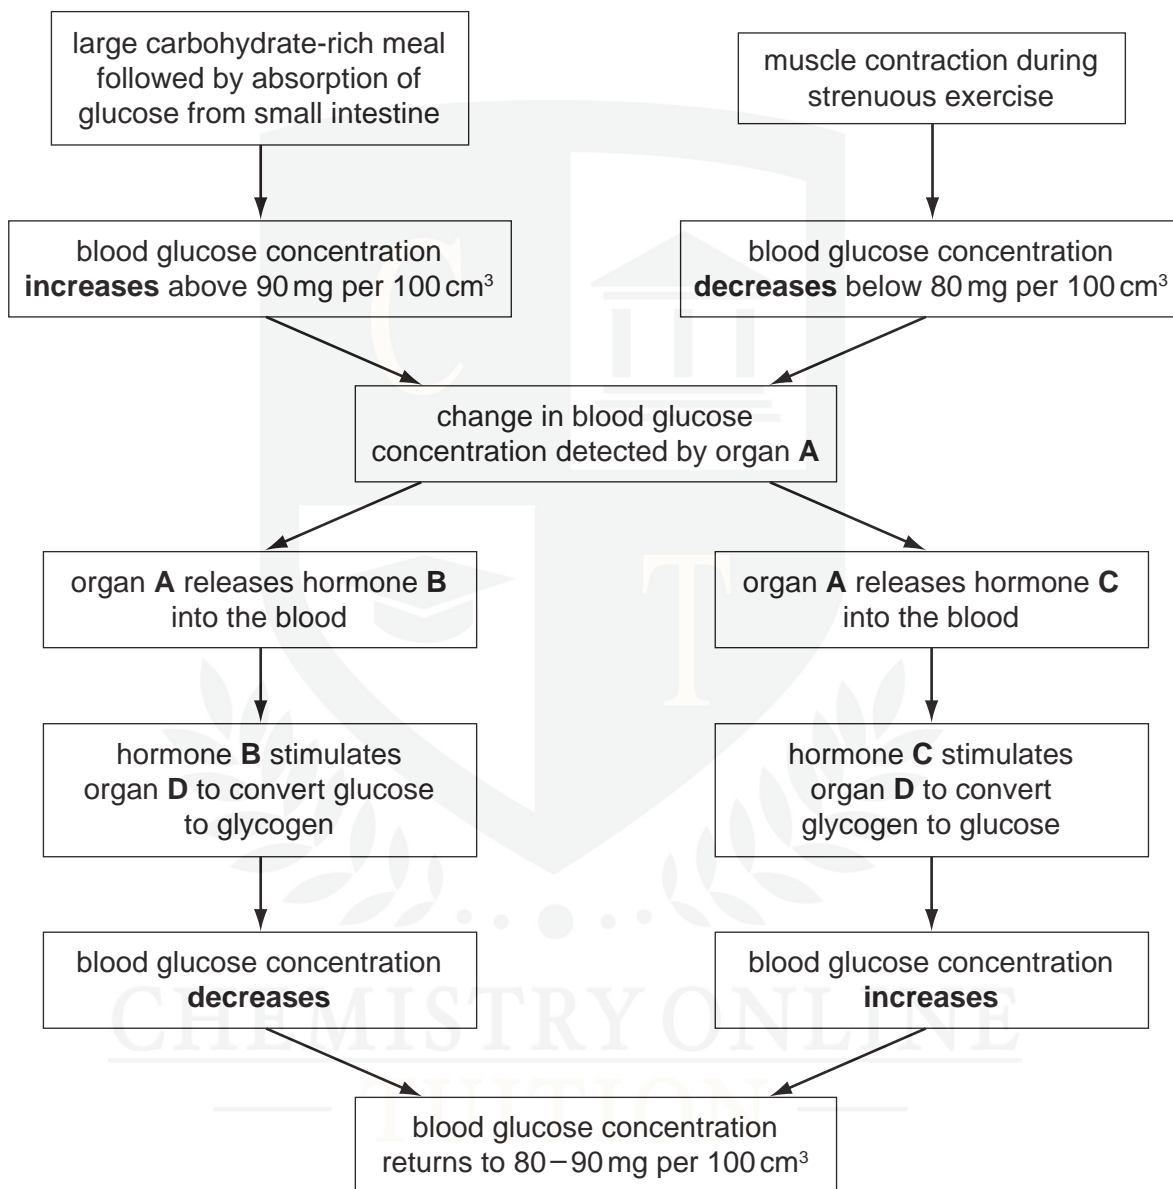 large carbohydrate-rich meal
followed by absorption of
glucose from small intestine
muscle contraction during
strenuous exercise
blood glucose concentration
increases above 90 mg per 100 cm³
blood glucose concentration
decreases below 80 mg per 100 cm³
change in blood glucose
concentration detected by organ A
organ A releases hormone B
into the blood
organ A releases hormone C
into the blood
hormone B stimulates
organ D to convert glucose
to glycogen
hormone C stimulates
organ D to convert
glycogen to glucose
blood glucose concentration
decreases
blood glucose concentration
increases
blood glucose concentration
returns to 80–90 mg per 100 cm³
C
T
CHEMISTRY ONLINE
TUITION